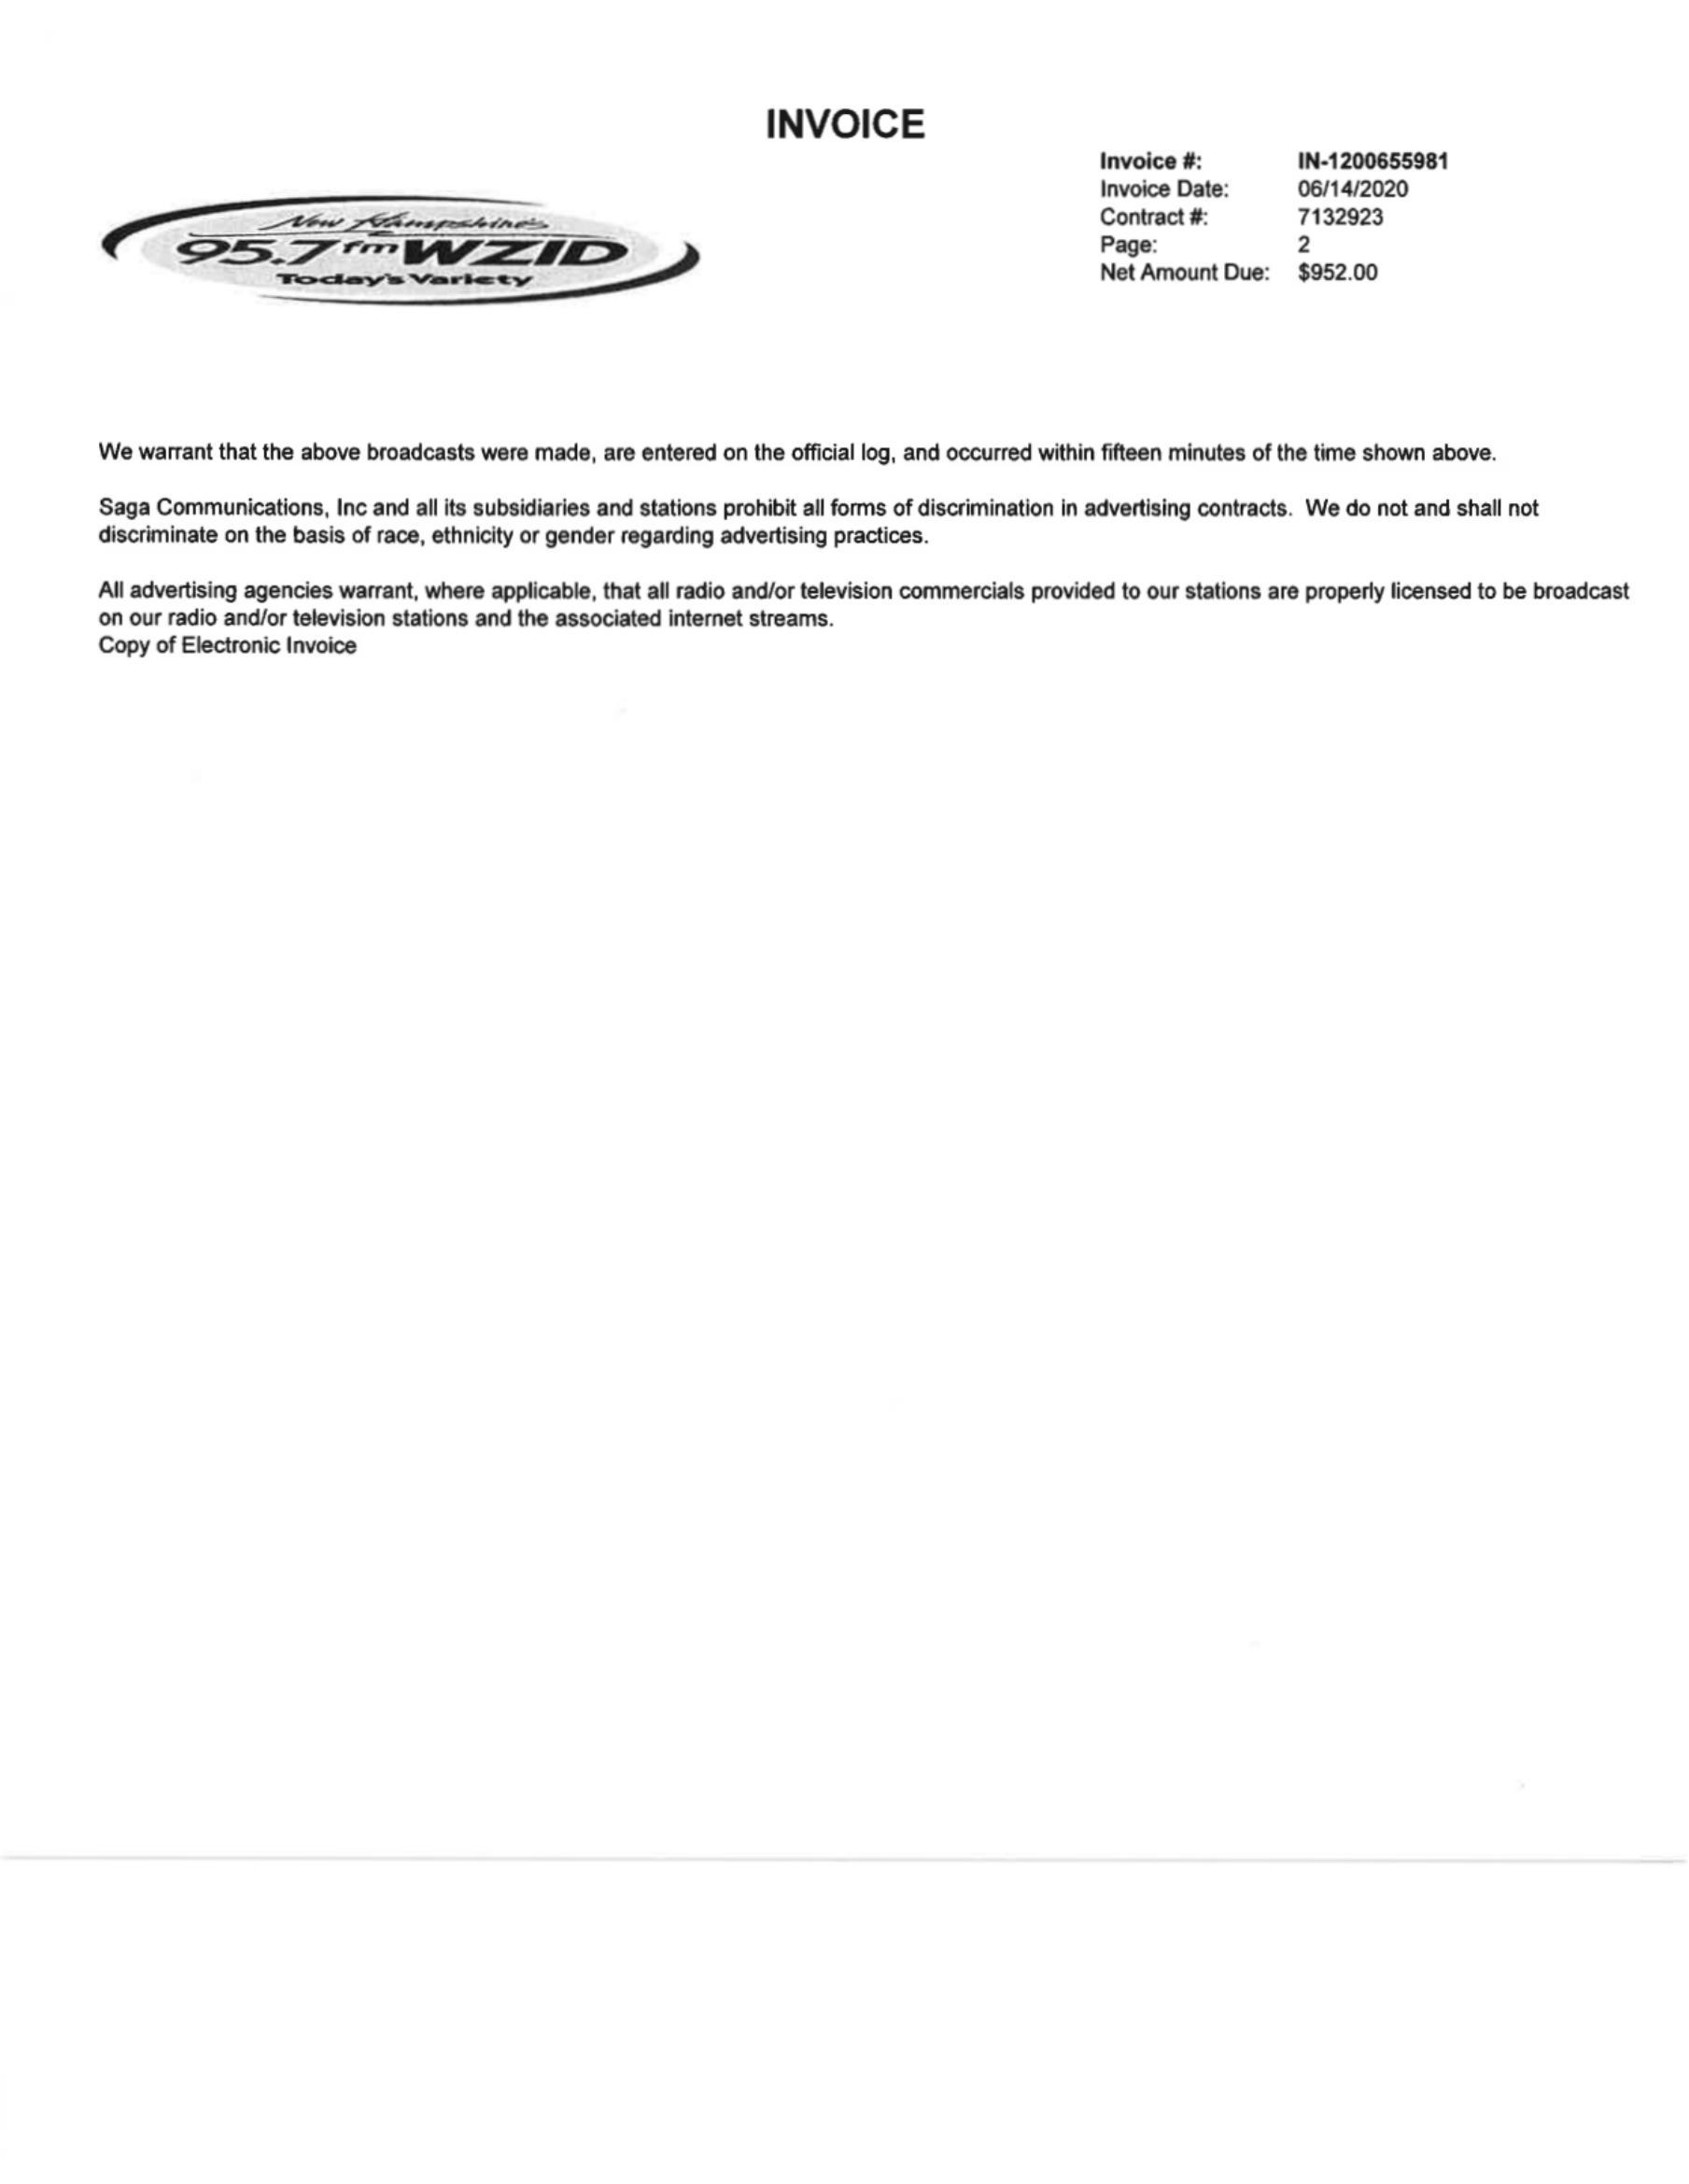 INVOICE
Invoice #: IN-1200655981
Invoice Date: 06/14/2020
Contract #: 7132923
Page: 2
Net Amount Due: $952.00
New Hampshire's
95.7 fm WZID
Today's Variety
We warrant that the above broadcasts were made, are entered on the official log, and occurred within fifteen minutes of the time shown above.
Saga Communications, Inc and all its subsidiaries and stations prohibit all forms of discrimination in advertising contracts.  We do not and shall not
discriminate on the basis of race, ethnicity or gender regarding advertising practices.
All advertising agencies warrant, where applicable, that all radio and/or television commercials provided to our stations are properly licensed to be broadcast
on our radio and/or television stations and the associated internet streams.
Copy of Electronic Invoice